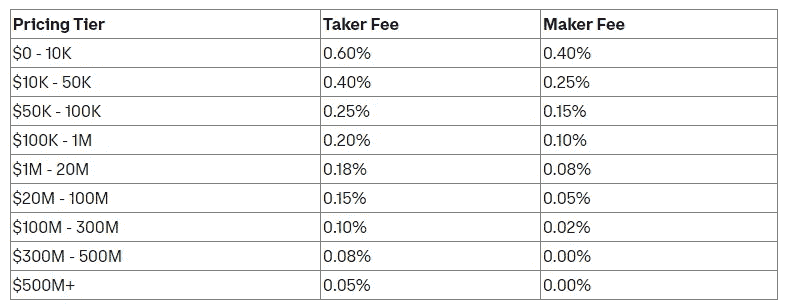 Pricing Tier Taker Fee Maker Fee
$0 - 10K 0.60% 0.40%
$10K - 50K 0.40% 0.25%
$50K - 100K 0.25% 0.15%
$100K - 1M 0.20% 0.10%
$1M - 20M 0.18% 0.08%
$20M - 100M 0.15% 0.05%
$100M - 300M 0.10% 0.02%
$300M - 500M 0.08% 0.00%
$500M+ 0.05% 0.00%